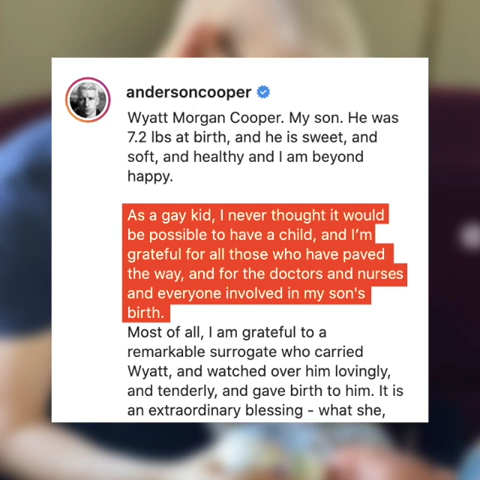 andersoncooper
Wyatt Morgan Cooper. My son. He was
7.2 lbs at birth, and he is sweet, and
soft, and healthy and I am beyond
happy.
As a gay kid, I never thought it would
be possible to have a child, and I’m
grateful for all those who have paved
the way, and for the doctors and nurses
and everyone involved in my son's
birth.
Most of all, I am grateful to a
remarkable surrogate who carried
Wyatt, and watched over him lovingly,
and tenderly, and gave birth to him. It is
an extraordinary blessing - what she,